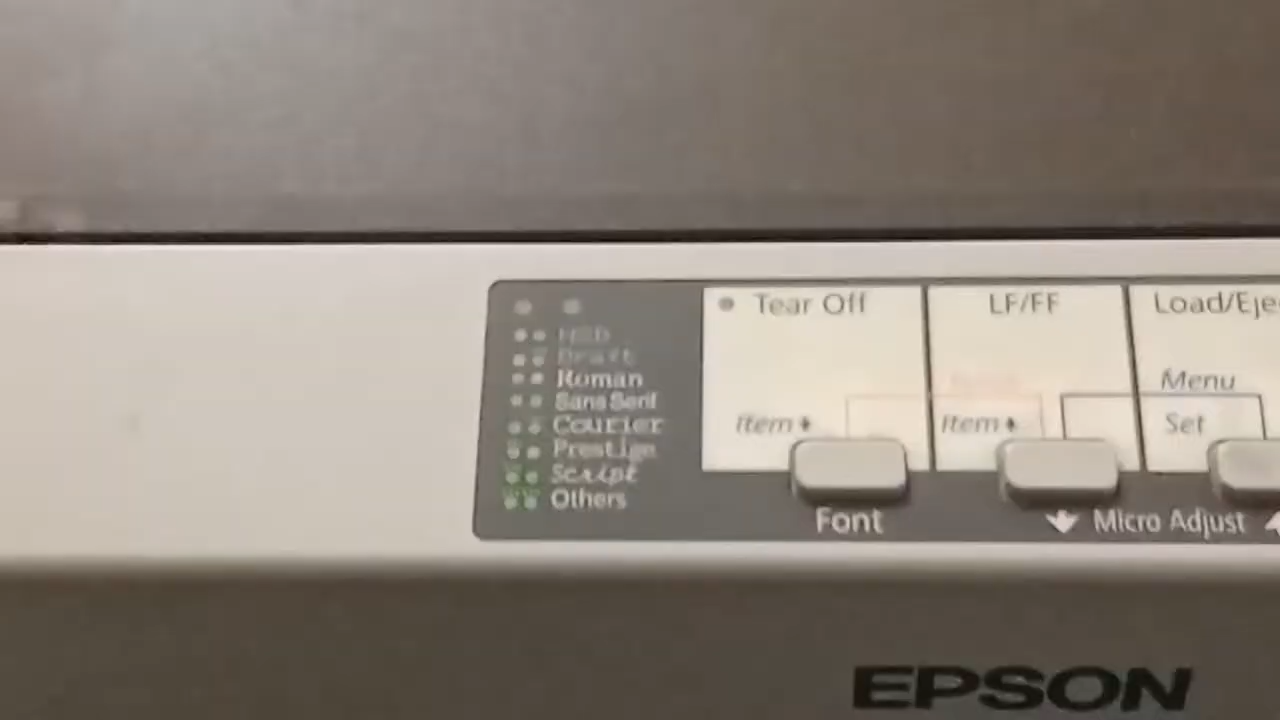 HSD
Draft
Roman
Sans Serif
Courier
Prestige
Script
Others
Tear Off
Item
Font
LF/FF
Item
Load/Eje
Menu
Set
Micro Adjust
EPSON